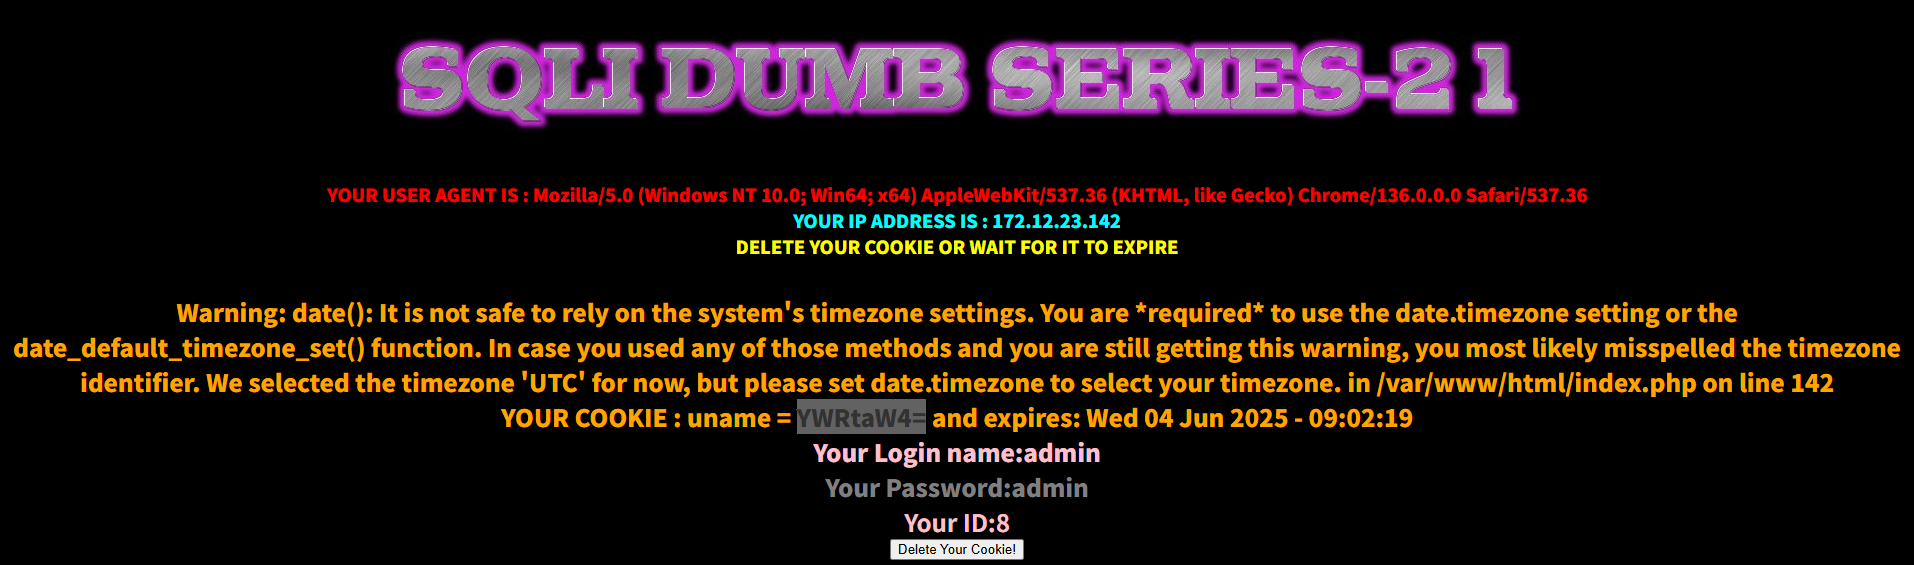 SQLI DUMB SERIES-21
YOUR USER AGENT IS : Mozilla/5.0 (Windows NT 10.0; Win64; x64) AppleWebKit/537.36 (KHTML, like Gecko) Chrome/136.0.0.0 Safari/537.36
YOUR IP ADDRESS IS : 172.12.23.142
DELETE YOUR COOKIE OR WAIT FOR IT TO EXPIRE
Warning: date(): It is not safe to rely on the system's timezone settings. You are *required* to use the date.timezone setting or the
date_default_timezone_set() function. In case you used any of those methods and you are still getting this warning, you most likely misspelled the timezone
identifier. We selected the timezone 'UTC' for now, but please set date.timezone to select your timezone. in /var/www/html/index.php on line 142
YOUR COOKIE : uname = YWRtaW4= and expires: Wed 04 Jun 2025 - 09:02:19
Your Login name:admin
Your Password:admin
Your ID:8
Delete Your Cookie!